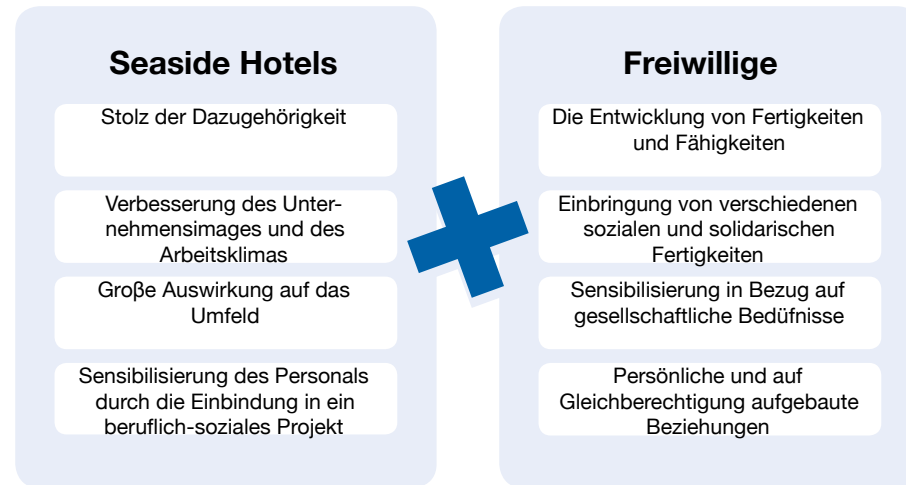 Seaside Hotels
Stolz der Dazugehörigkeit
Verbesserung des Unter-
nehmensimages und des
Arbeitsklimas
Groβe Auswirkung auf das
Umfeld
Sensibilisierung des Personals
durch die Einbindung in ein
beruflich-soziales Projekt
Freiwillige
Die Entwicklung von Fertigkeiten
und Fähigkeiten
Einbringung von verschiedenen
sozialen und solidarischen
Fertigkeiten
Sensibilisierung in Bezug auf
gesellschaftliche Bedüfnisse
Persönliche und auf
Gleichberechtigung aufgebaute
Beziehungen